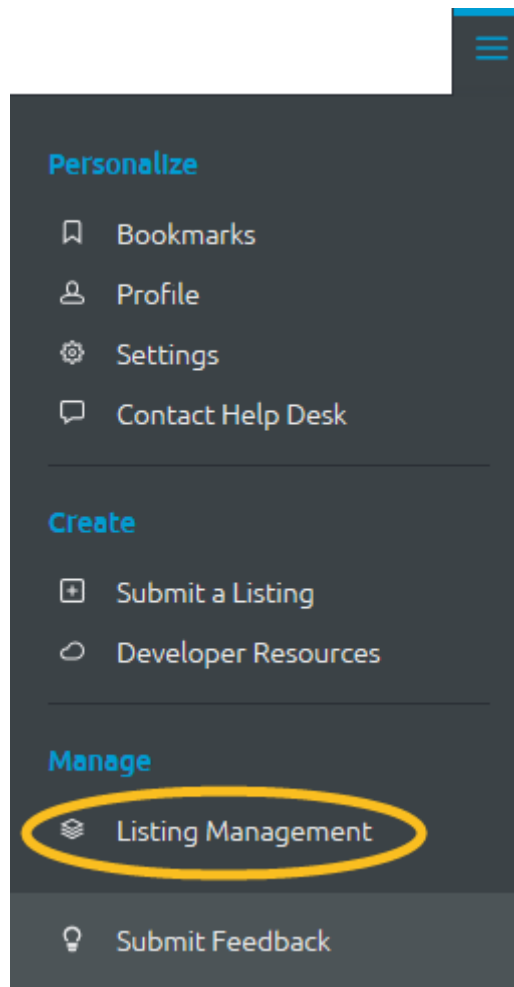 Personalize
Bookmarks
Profile
Settings
Contact Help Desk
Create
Submit a Listing
Developer Resources
Manage
Listing Management
Submit Feedback